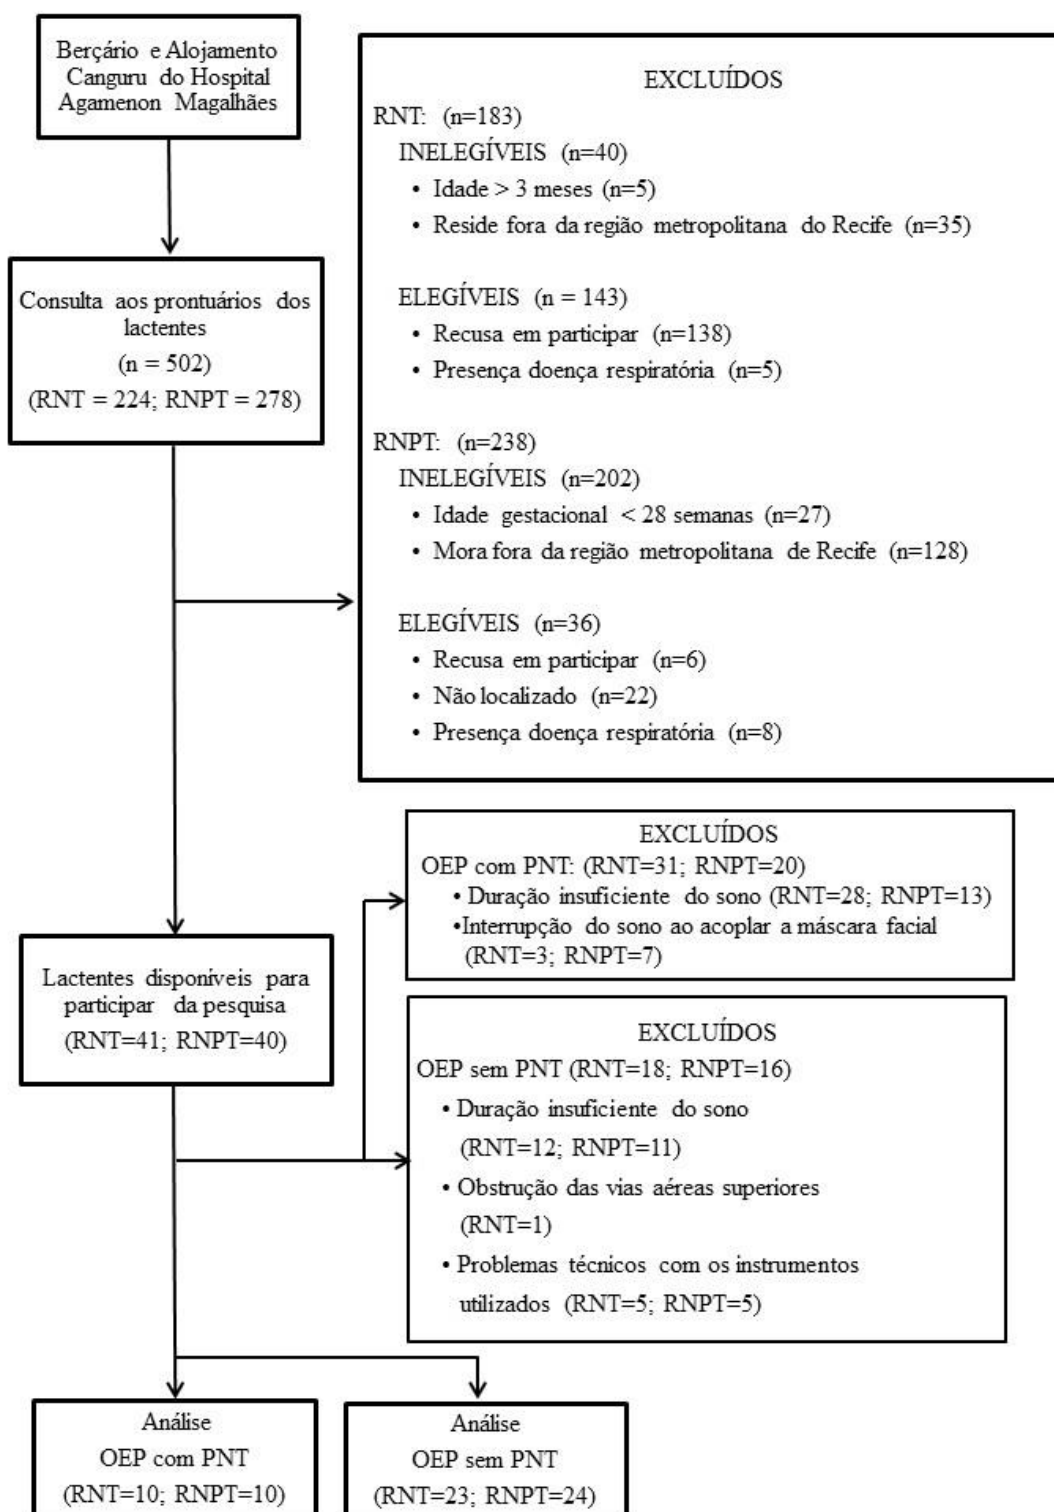 Berçário e Alojamento
Canguru do Hospital
Agamenon Magalhães
EXCLUÍDOS
RNT: (n=183)
INELEGÍVEIS (n=40)
• Idade > 3 meses (n=5)
• Reside fora da região metropolitana do Recife (n=35)
ELEGÍVEIS (n = 143)
• Recusa em participar (n=138)
• Presença doença respiratória (n=5)
RNPT: (n=238)
INELEGÍVEIS (n=202)
• Idade gestacional < 28 semanas (n=27)
• Mora fora da região metropolitana de Recife (n=128)
ELEGÍVEIS (n=36)
• Recusa em participar (n=6)
• Não localizado (n=22)
• Presença doença respiratória (n=8)
Consulta aos prontuários dos
lactentes
(n = 502)
(RNT = 224; RNPT = 278)
EXCLUÍDOS
OEP com PNT: (RNT=31; RNPT=20)
• Duração insuficiente do sono (RNT=28; RNPT=13)
•Interrupção do sono ao acoplar a máscara facial
(RNT=3; RNPT=7)
Lactentes disponíveis para
participar da pesquisa
(RNT=41; RNPT=40)
EXCLUÍDOS
OEP sem PNT (RNT=18; RNPT=16)
• Duração insuficiente do sono
(RNT=12; RNPT=11)
• Obstrução das vias aéreas superiores
(RNT=1)
• Problemas técnicos com os instrumentos
utilizados (RNT=5; RNPT=5)
Análise
OEP com PNT
(RNT=10; RNPT=10)
Análise
OEP sem PNT
(RNT=23; RNPT=24)